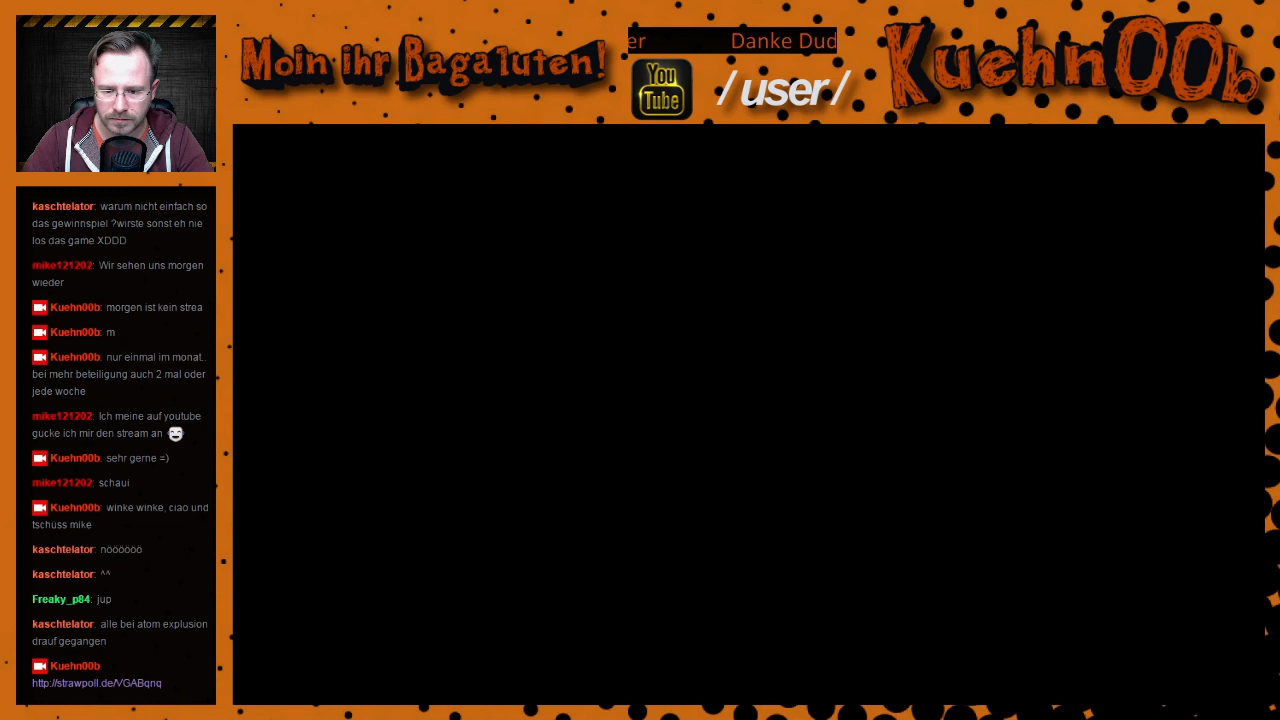 Moin ihr Bagaluten!
er Danke Dud
You
Tube
/user/
Kuehn00b
kaschtelator: warum nicht einfach so
das gewinnspiel ?wirste sonst eh nie
los das game XDDD
mike121202: Wir sehen uns morgen
wieder
Kuehn00b: morgen ist kein strea
Kuehn00b: m
Kuehn00b: nur einmal im monat..
bei mehr beteiligung auch 2 mal oder
jede woche
mike121202: Ich meine auf youtube
gucke ich mir den stream an
Kuehn00b: sehr gerne =)
mike121202: schaui
Kuehn00b: winke winke, ciao und
tschüss mike
kaschtelator: nöööööö
kaschtelator: ^^
Freaky_p84: jup
kaschtelator: alle bei atom explusion
drauf gegangen
Kuehn00b:
http://strawpoll.de/VGABqnq